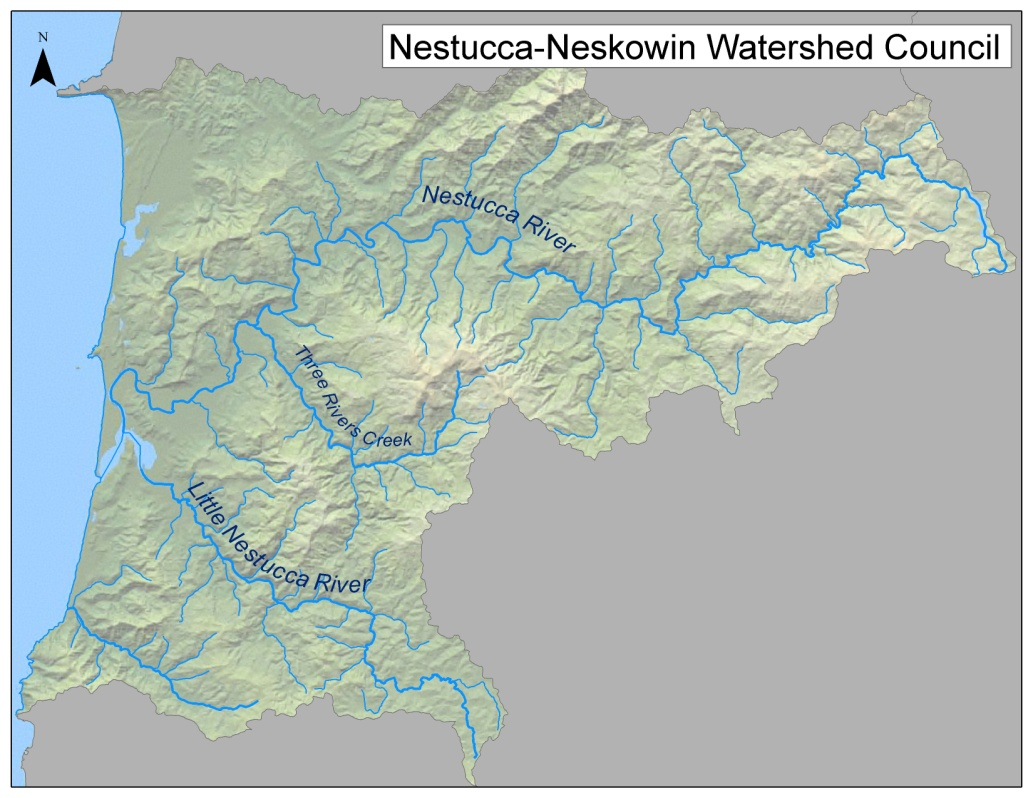 Nestucca-Neskowin Watershed Council
N
Nestucca River
Three Rivers Creek
Little Nestucca River